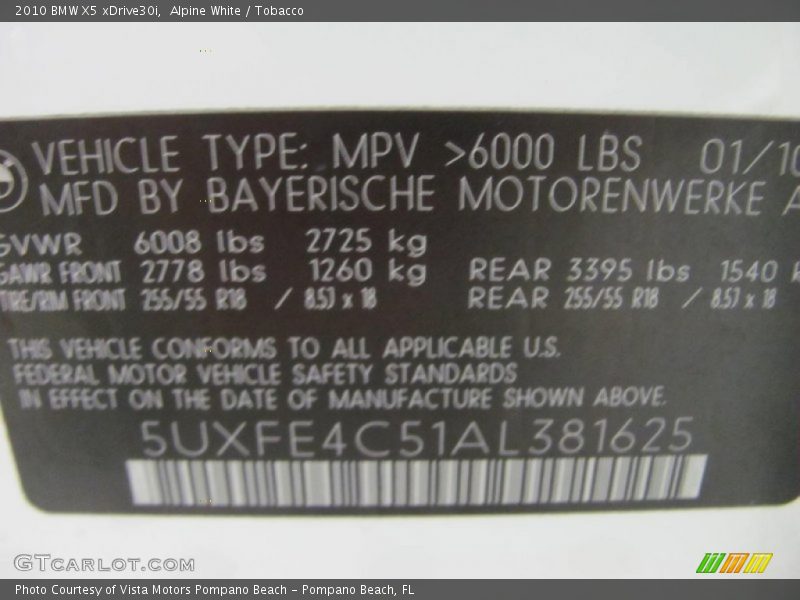 2010 BMW X5 xDrive30i, Alpine White / Tobacco
VEHICLE TYPE: MPV >6000 LBS 01/10
MFD BY BAYERISCHE MOTORENWERKE A
GVWR 6008 lbs 2725 kg
GAWR FRONT 2778 lbs 1260 kg REAR 3395 lbs 1540 k
TIRE/RIM FRONT 255/55 R18 / 8.5J x 18 REAR 255/55 R18 / 8.5J x 18
THIS VEHICLE CONFORMS TO ALL APPLICABLE U.S.
FEDERAL MOTOR VEHICLE SAFETY STANDARDS
IN EFFECT ON THE DATE OF MANUFACTURE SHOWN ABOVE.
5UXFE4C51AL381625
GTCARLOT.COM
Photo Courtesy of Vista Motors Pompano Beach - Pompano Beach, FL